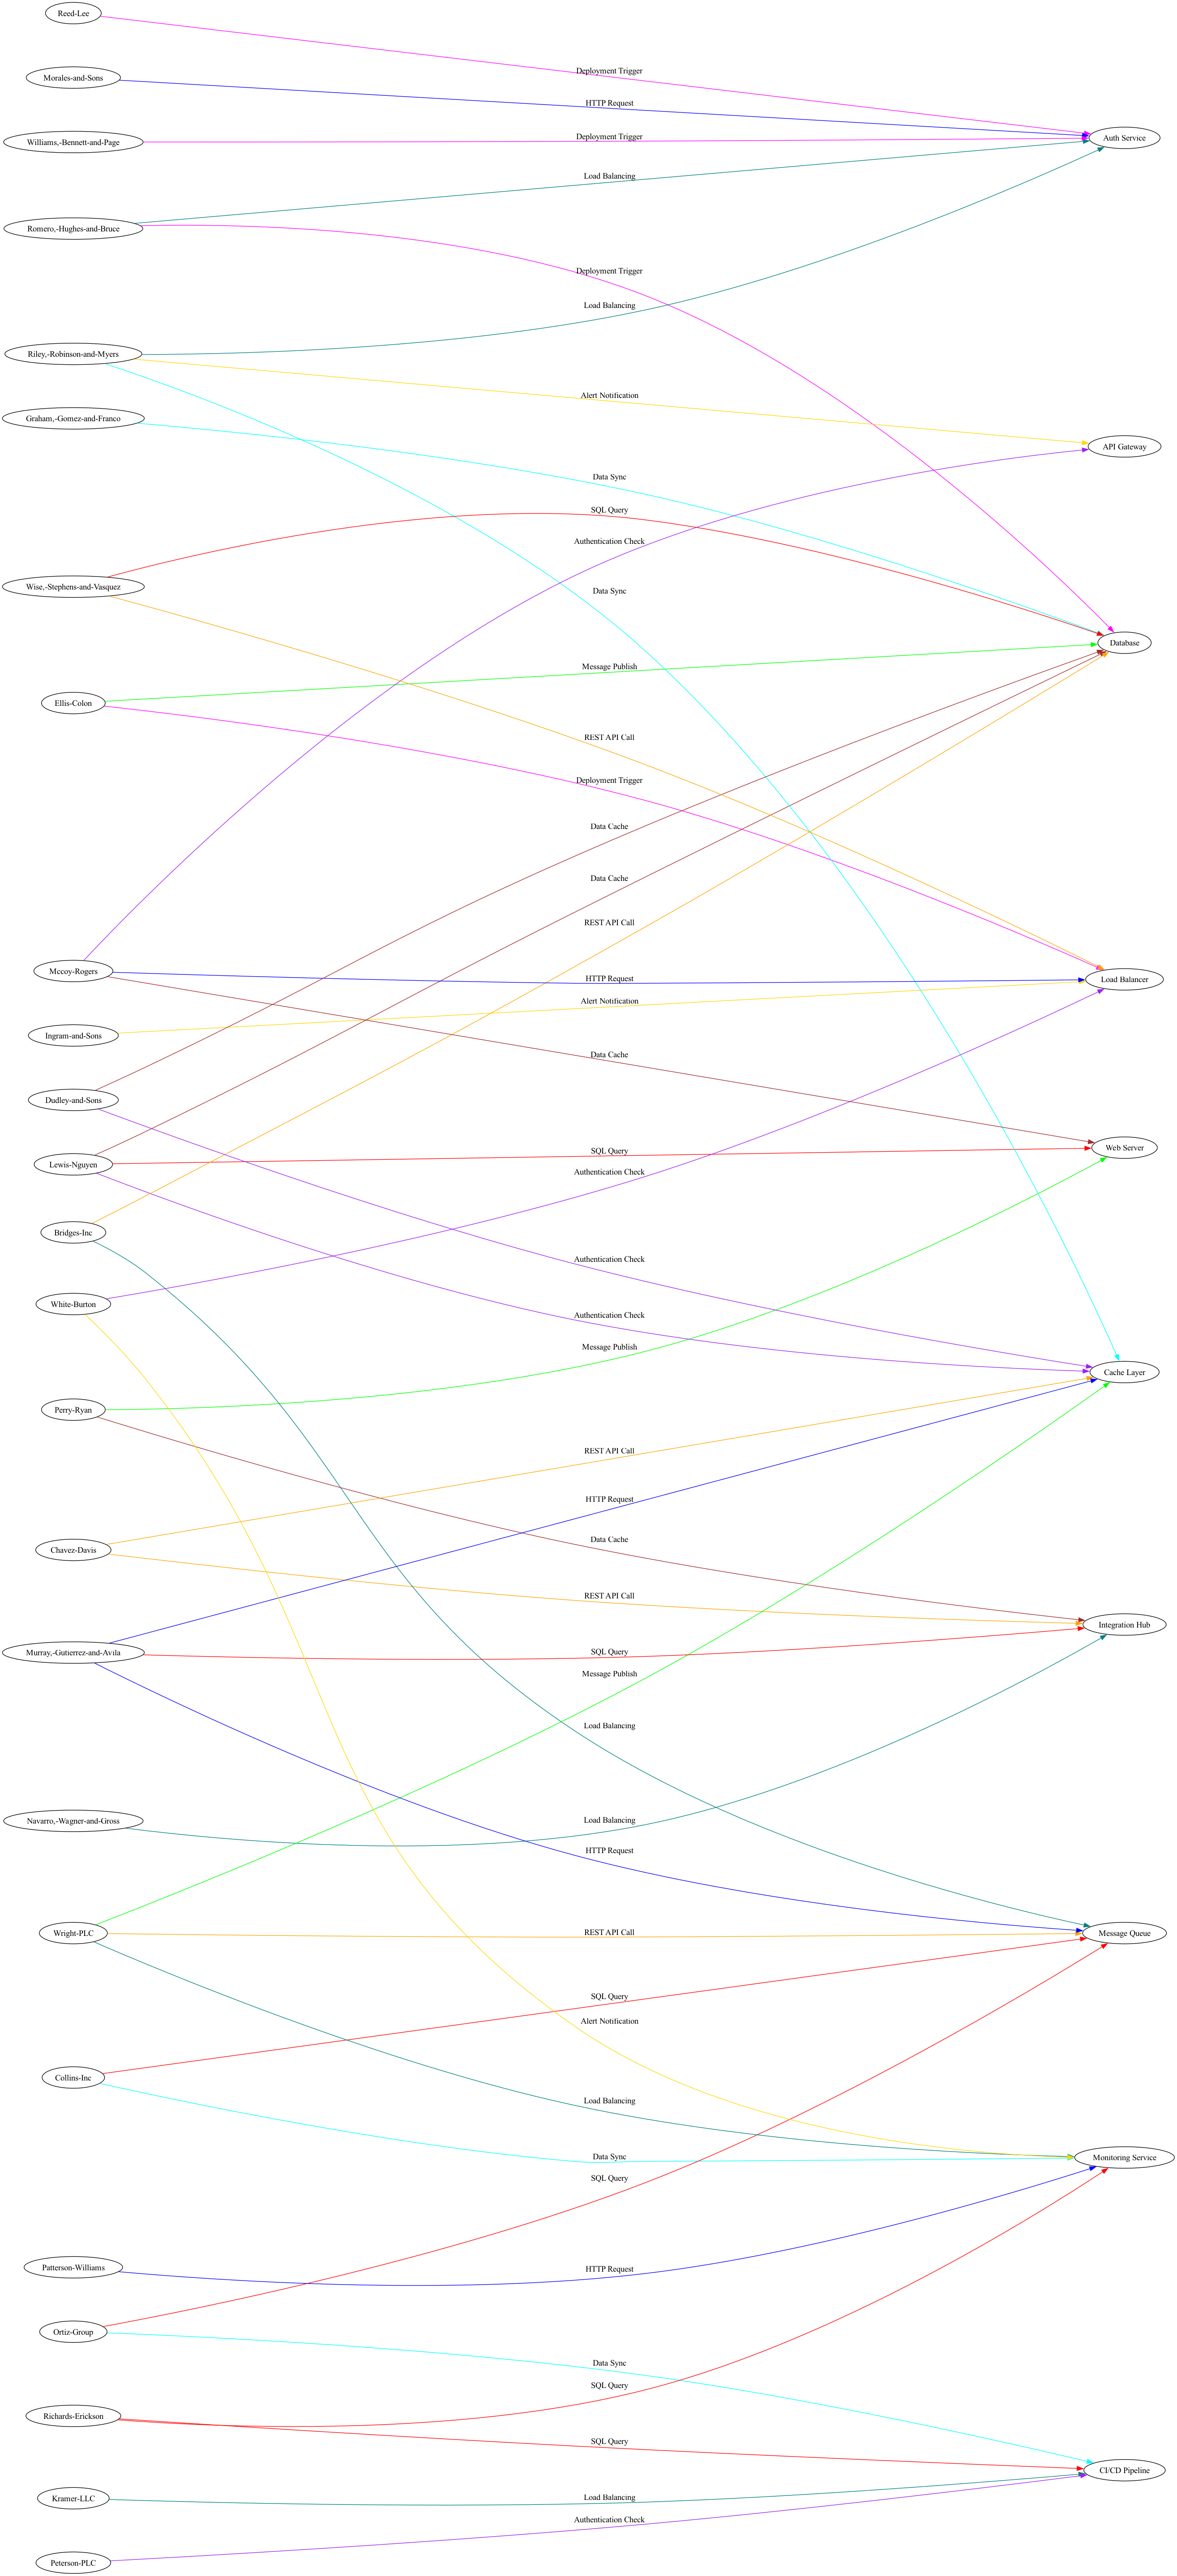 Reed-Lee
Deployment Trigger
Morales-and-Sons
HTTP Request
Williams,-Bennett-and-Page
Deployment Trigger
Auth Service
Load Balancing
Romero,-Hughes-and-Bruce
Deployment Trigger
Load Balancing
Riley,-Robinson-and-Myers
Alert Notification
Graham,-Gomez-and-Franco
API Gateway
Data Sync
SQL Query
Authentication Check
Wise,-Stephens-and-Vasquez
Data Sync
Database
Message Publish
Ellis-Colon
REST API Call
Deployment Trigger
Data Cache
Data Cache
REST API Call
Mccoy-Rogers
HTTP Request
Load Balancer
Alert Notification
Ingram-and-Sons
Data Cache
Dudley-and-Sons
Web Server
SQL Query
Lewis-Nguyen
Authentication Check
Bridges-Inc
Authentication Check
White-Burton
Authentication Check
Message Publish
Cache Layer
Perry-Ryan
REST API Call
HTTP Request
Data Cache
Chavez-Davis
REST API Call
Integration Hub
Murray,-Gutierrez-and-Avila
SQL Query
Message Publish
Load Balancing
Navarro,-Wagner-and-Gross
Load Balancing
HTTP Request
Wright-PLC
REST API Call
Message Queue
SQL Query
Alert Notification
Collins-Inc
Load Balancing
Data Sync
Monitoring Service
SQL Query
Patterson-Williams
HTTP Request
Ortiz-Group
Data Sync
SQL Query
Richards-Erickson
SQL Query
CI/CD Pipeline
Kramer-LLC
Load Balancing
Authentication Check
Peterson-PLC